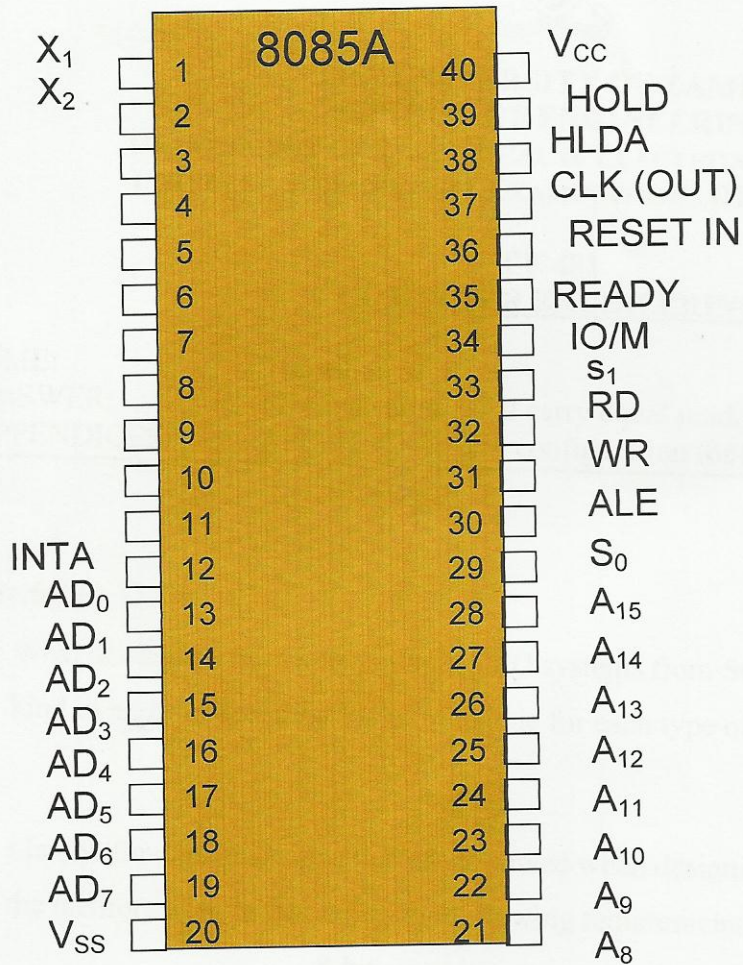 8085A
X₁
X₂
1
2
3
4
5
6
7
8
9
10
11
INTA
12
AD₀
13
AD₁
14
AD₂
15
AD₃
16
AD₄
17
AD₅
18
AD₆
19
AD₇
20
V_SS
40 V_CC
39 HOLD
38 HLDA
37 CLK (OUT)
36 RESET IN
35 READY
34 IO/M
33 S₁
32 RD
31 WR
30 ALE
29 S₀
28 A₁₅
27 A₁₄
26 A₁₃
25 A₁₂
24 A₁₁
23 A₁₀
22 A₉
21 A₈